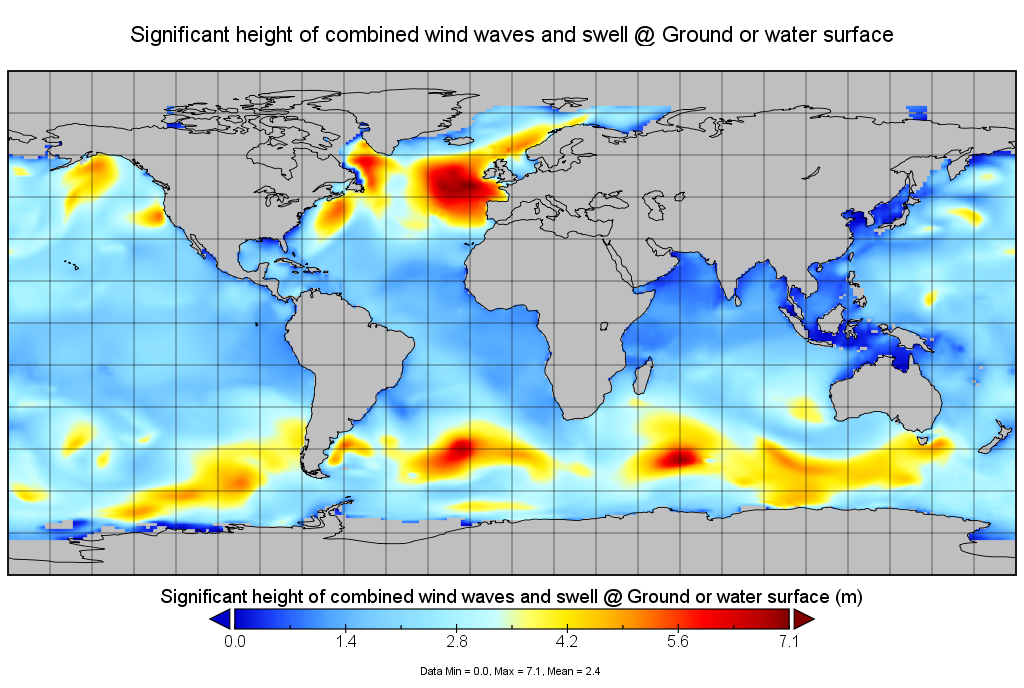 Significant height of combined wind waves and swell @ Ground or water surface
Significant height of combined wind waves and swell @ Ground or water surface (m)
0.0 1.4 2.8 4.2 5.6 7.1
Data Min = 0.0, Max = 7.1, Mean = 2.4